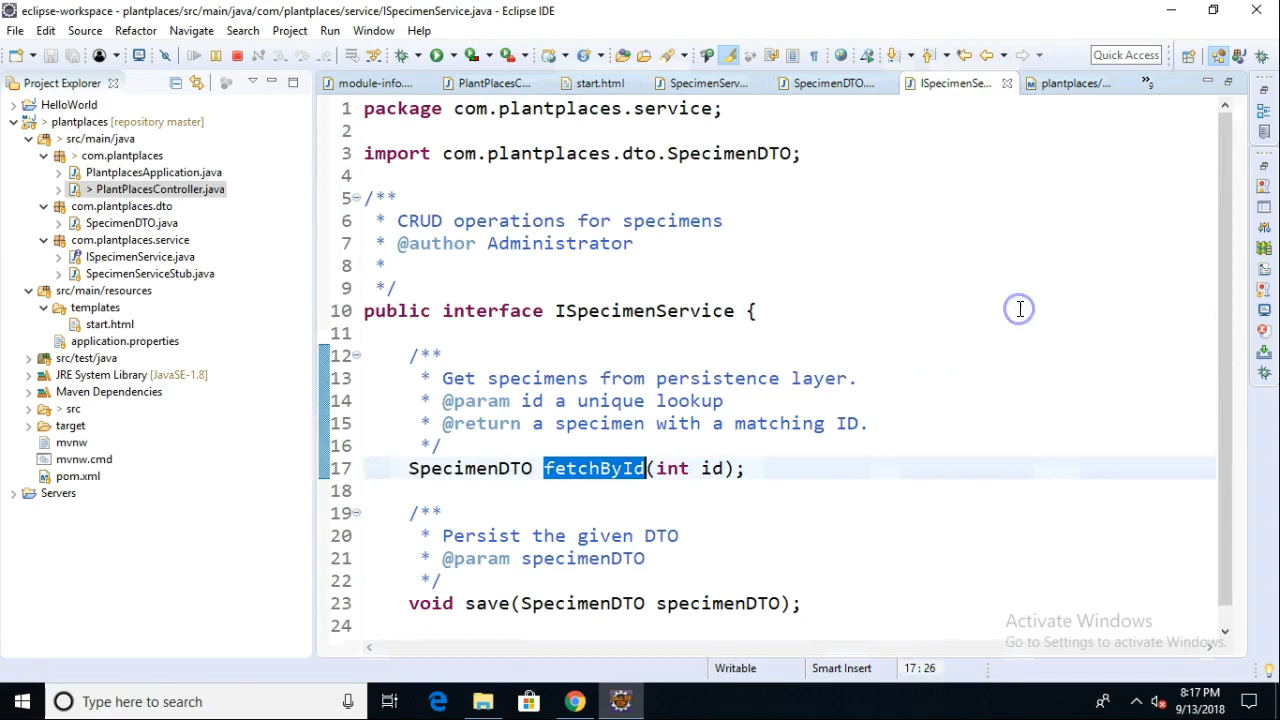 eclipse-workspace - plantplaces/src/main/java/com/plantplaces/service/ISpecimenService.java - Eclipse IDE
File Edit Source Refactor Navigate Search Project Run Window Help
Quick Access
Project Explorer
module-info....
PlantPlacesC...
start.html
SpecimenServ...
SpecimenDTO....
ISpecimenSe...
plantplaces/...
»9
HelloWorld
> plantplaces [repository master]
> src/main/java
> com.plantplaces
PlantplacesApplication.java
> PlantPlacesController.java
com.plantplaces.dto
SpecimenDTO.java
com.plantplaces.service
ISpecimenService.java
SpecimenServiceStub.java
src/main/resources
templates
start.html
application.properties
src/test/java
JRE System Library [JavaSE-1.8]
Maven Dependencies
> src
target
mvnw
mvnw.cmd
pom.xml
Servers
1 package com.plantplaces.service;
2
3 import com.plantplaces.dto.SpecimenDTO;
4
5 /**
6 * CRUD operations for specimens
7 * @author Administrator
8 *
9 */
10 public interface ISpecimenService {
11
12 /**
13 * Get specimens from persistence layer.
14 * @param id a unique lookup
15 * @return a specimen with a matching ID.
16 */
17 SpecimenDTO fetchById(int id);
18
19 /**
20 * Persist the given DTO
21 * @param specimenDTO
22 */
23 void save(SpecimenDTO specimenDTO);
24
Activate Windows
Go to Settings to activate Windows.
Writable Smart Insert 17 : 26
Type here to search
8:17 PM
9/13/2018